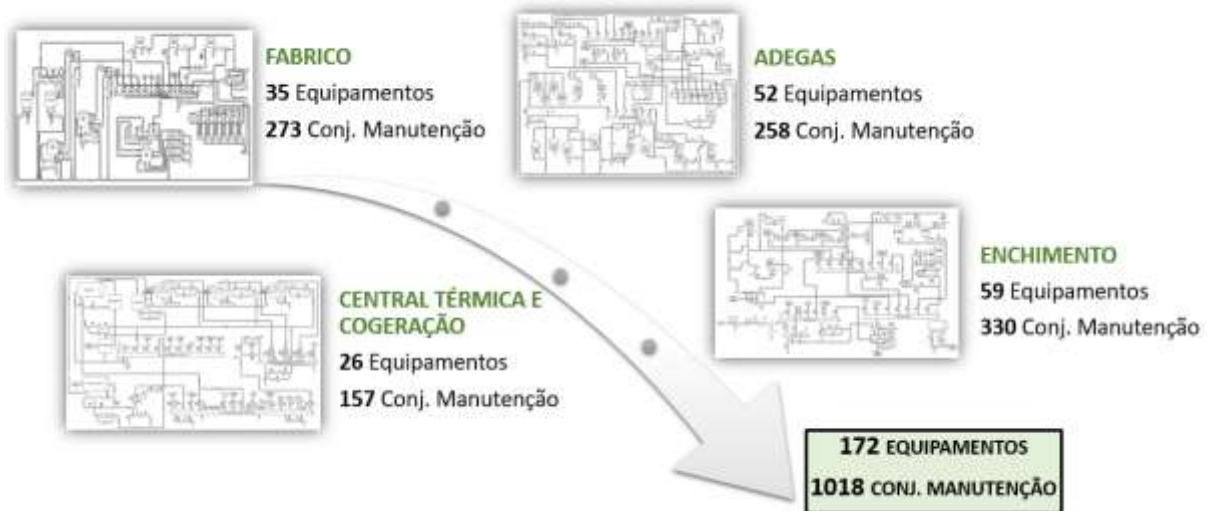 FABRICO
35 Equipamentos
273 Conj. Manutenção
ADEGAS
52 Equipamentos
258 Conj. Manutenção
ENCHIMENTO
59 Equipamentos
330 Conj. Manutenção
CENTRAL TÉRMICA E
COGERAÇÃO
26 Equipamentos
157 Conj. Manutenção
172 EQUIPAMENTOS
1018 CONJ. MANUTENÇÃO